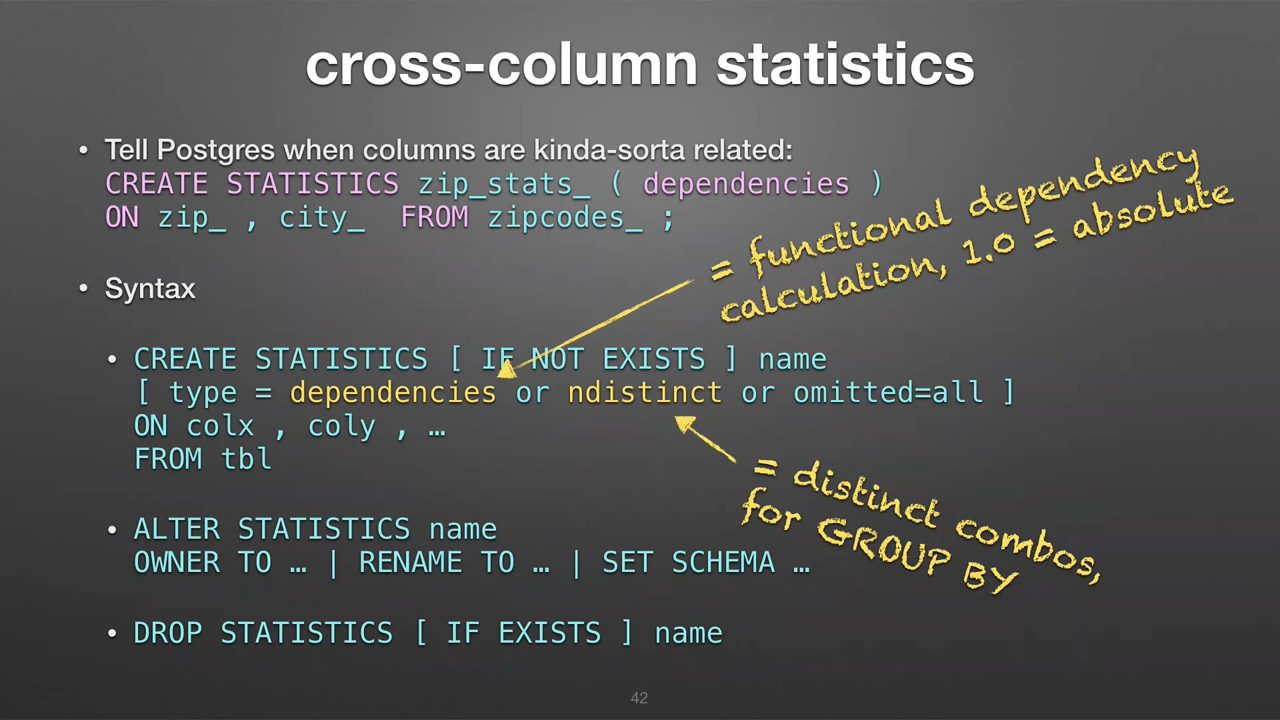 cross-column statistics
• Tell Postgres when columns are kinda-sorta related:
CREATE STATISTICS zip_stats_ ( dependencies )
ON zip_ , city_  FROM zipcodes_ ;
= functional dependency
calculation, 1.0 = absolute
• Syntax
• CREATE STATISTICS [ IF NOT EXISTS ] name
[ type = dependencies or ndistinct or omitted=all ]
ON colx , coly , …
FROM tbl
= distinct combos,
for GROUP BY
• ALTER STATISTICS name
OWNER TO … | RENAME TO … | SET SCHEMA …
• DROP STATISTICS [ IF EXISTS ] name
42